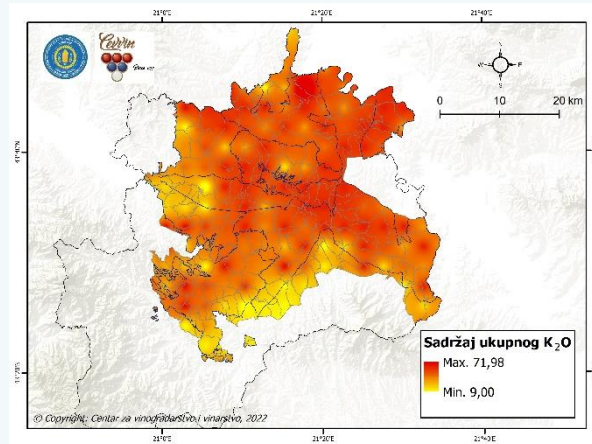 21°0'E 21°20'E 21°40'E
Cevvin
N
W E
S
0 10 20 km
Sadržaj ukupnog K₂O
Max. 71,98
Min. 9,00
© Copyright: Centar za vinogradarstvo i vinarstvo, 2022
21°0'E 21°20'E 21°40'E